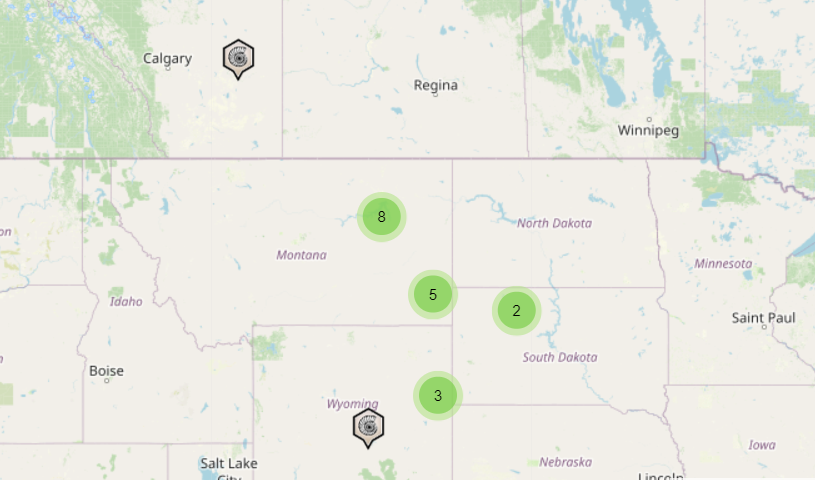 Calgary
Regina
Winnipeg
8
North Dakota
on
Montana
Minnesota
5
Idaho
2
Saint Paul
South Dakota
Boise
3
Wyoming
Iowa
Salt Lake
City
Nebraska
Lincoln